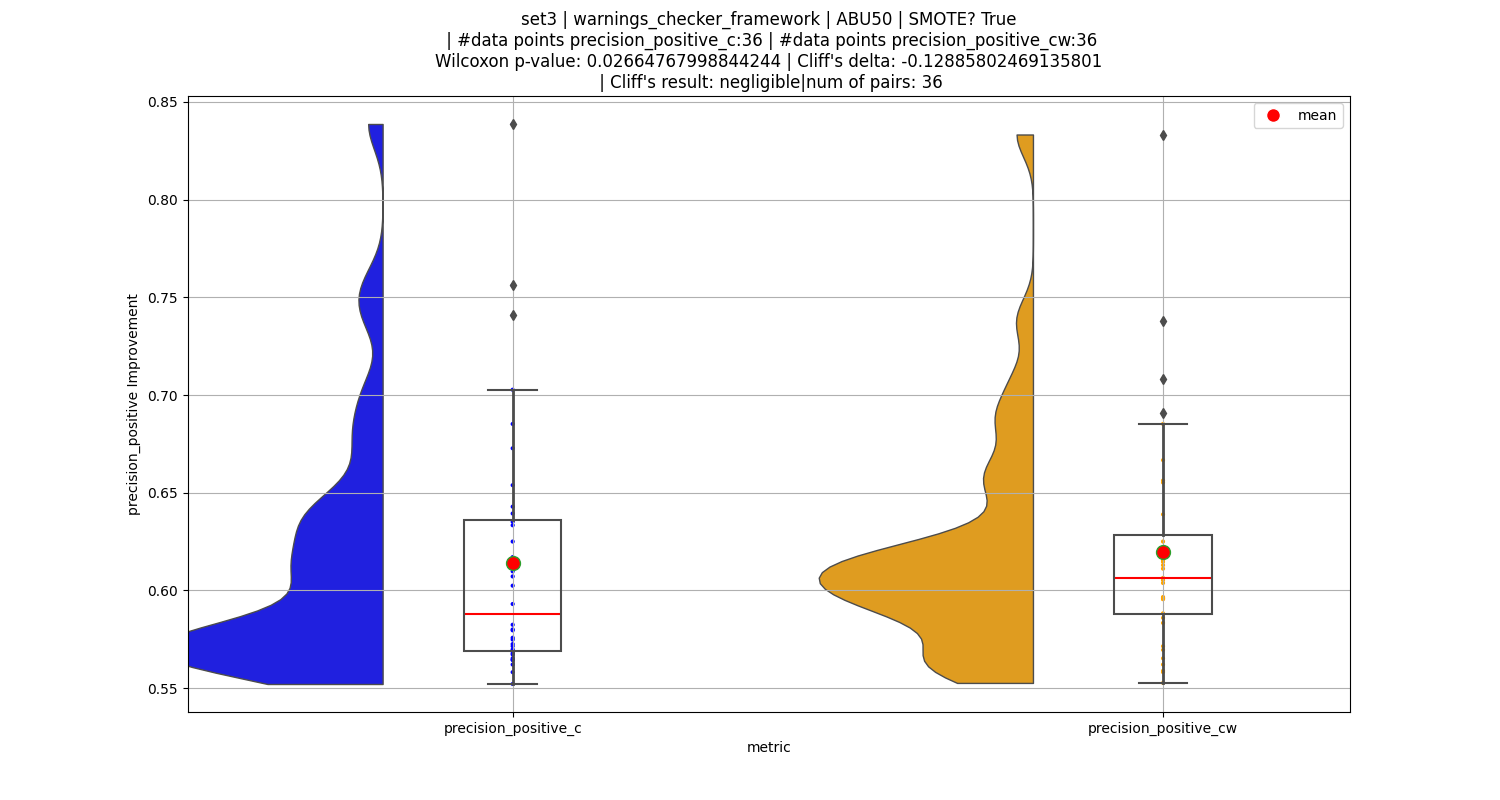 set3 | warnings_checker_framework | ABU50 | SMOTE? True
| #data points precision_positive_c:36 | #data points precision_positive_cw:36
Wilcoxon p-value: 0.02664767998844244 | Cliff's delta: -0.12885802469135801
| Cliff's result: negligible|num of pairs: 36
mean
0.85
0.80
0.75
0.70
0.65
0.60
0.55
precision_positive Improvement
precision_positive_c
precision_positive_cw
metric